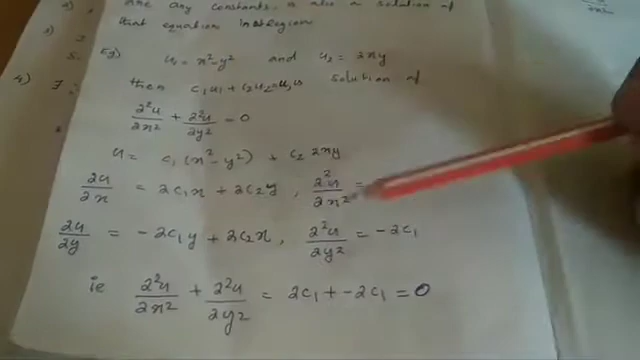 are any constants, is also a solution of
that equation in region
Eg) u₁ = x²-y² and u₂ = 2xy
then c₁u₁ + c₂u₂ = u, is solution of
∂²u/∂x² + ∂²u/∂y² = 0
u = c₁(x²-y²) + c₂ 2xy
∂u/∂x = 2c₁x + 2c₂y, ∂²u/∂x² =
∂u/∂y = -2c₁y + 2c₂x, ∂²u/∂y² = -2c₁
ie ∂²u/∂x² + ∂²u/∂y² = 2c₁ + -2c₁ = 0